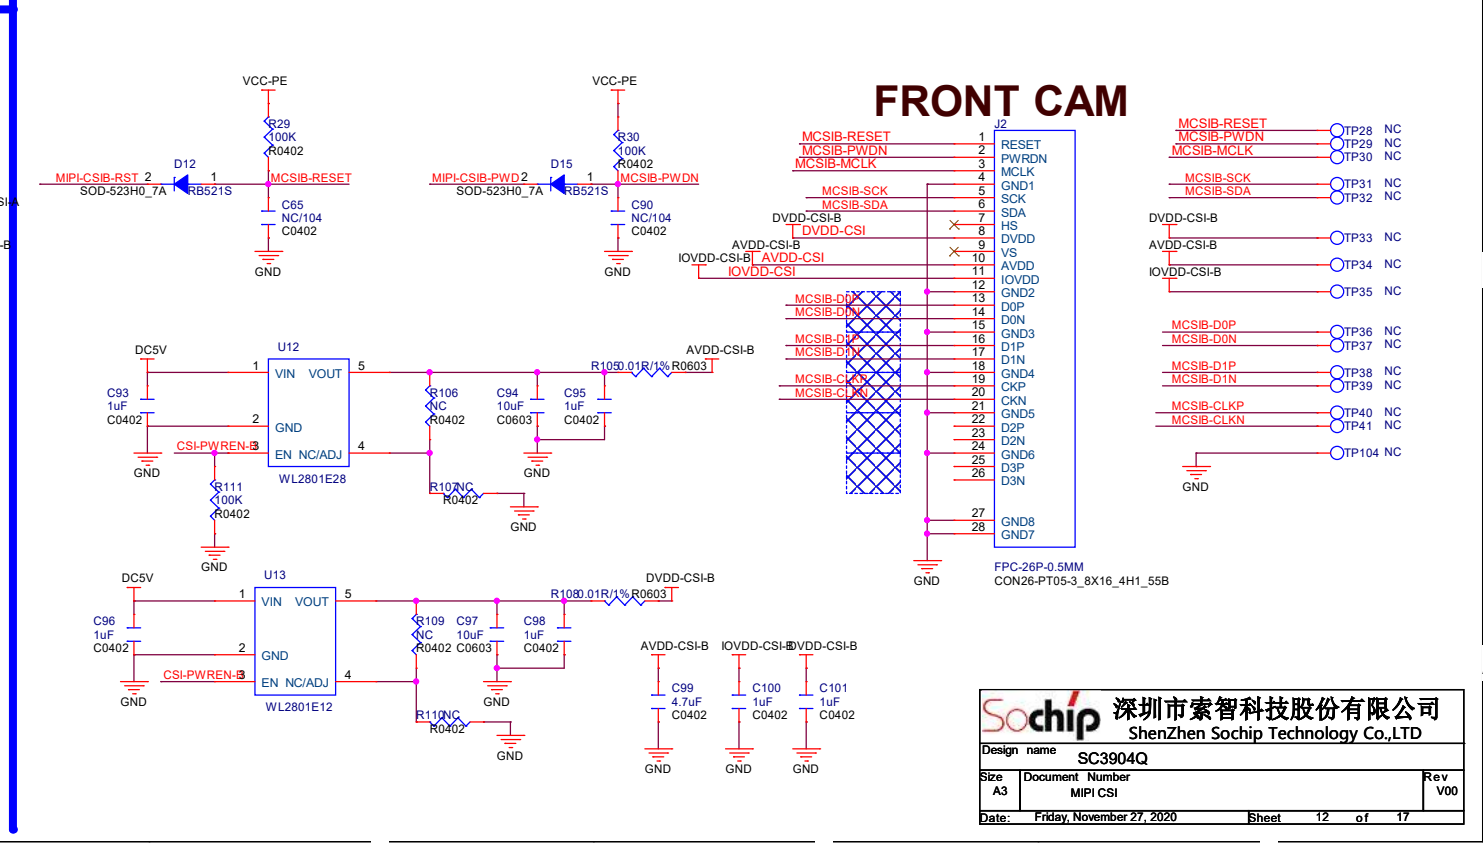 FRONT CAM
VCC-PE
R29
100K
R0402
D12
MIPI-CSIB-RST 2
1
MCSIB-RESET
SOD-523H0_7A
RB521S
C65
NC/104
C0402
GND
VCC-PE
R30
100K
R0402
D15
MIPI-CSIB-PWD 2
1
MCSIB-PWDN
SOD-523H0_7A
RB521S
C90
NC/104
C0402
GND
J2
MCSIB-RESET 1 RESET
MCSIB-PWDN 2 PWRDN
MCSIB-MCLK 3 MCLK
4 GND1
MCSIB-SCK 5 SCK
MCSIB-SDA 6 SDA
DVDD-CSI-B 7 HS
DVDD-CSI 8 DVDD
AVDD-CSI-B 9 VS
IOVDD-CSI-B AVDD-CSI 10 AVDD
IOVDD-CSI 11 IOVDD
12 GND2
MCSIB-D0P 13 D0P
MCSIB-D0N 14 D0N
15 GND3
MCSIB-D1P 16 D1P
MCSIB-D1N 17 D1N
18 GND4
MCSIB-CLKP 19 CKP
MCSIB-CLKN 20 CKN
21 GND5
22 D2P
23 D2N
24 GND6
25 D3P
26 D3N
27 GND8
28 GND7
GND
FPC-26P-0.5MM
CON26-PT05-3_8X16_4H1_55B
MCSIB-RESET TP28 NC
MCSIB-PWDN TP29 NC
MCSIB-MCLK TP30 NC
MCSIB-SCK TP31 NC
MCSIB-SDA TP32 NC
DVDD-CSI-B
TP33 NC
AVDD-CSI-B
TP34 NC
IOVDD-CSI-B
TP35 NC
MCSIB-D0P TP36 NC
MCSIB-D0N TP37 NC
MCSIB-D1P TP38 NC
MCSIB-D1N TP39 NC
MCSIB-CLKP TP40 NC
MCSIB-CLKN TP41 NC
TP104 NC
GND
DC5V
U12
1 VIN VOUT 5
2 GND
CSI-PWREN-B 3 EN NC/ADJ 4
WL2801E28
C93
1uF
C0402
GND
R111
100K
R0402
GND
R106
NC
R0402
C94
10uF
C0603
C95
1uF
C0402
GND
R105 0.01R/1% R0603
AVDD-CSI-B
R107 NC
R0402
GND
DC5V
U13
1 VIN VOUT 5
2 GND
CSI-PWREN-B 3 EN NC/ADJ 4
WL2801E12
C96
1uF
C0402
GND
R109
NC
R0402
C97
10uF
C0603
C98
1uF
C0402
GND
R108 0.01R/1% R0603
DVDD-CSI-B
R110 NC
R0402
GND
AVDD-CSI-B IOVDD-CSI-B DVDD-CSI-B
C99 C100 C101
4.7uF 1uF 1uF
C0402 C0402 C0402
GND GND GND
Sochip 深圳市索智科技股份有限公司
ShenZhen Sochip Technology Co.,LTD
Design name
SC3904Q
Size Document Number Rev
A3 MIPI CSI V00
Date: Friday, November 27, 2020 Sheet 12 of 17